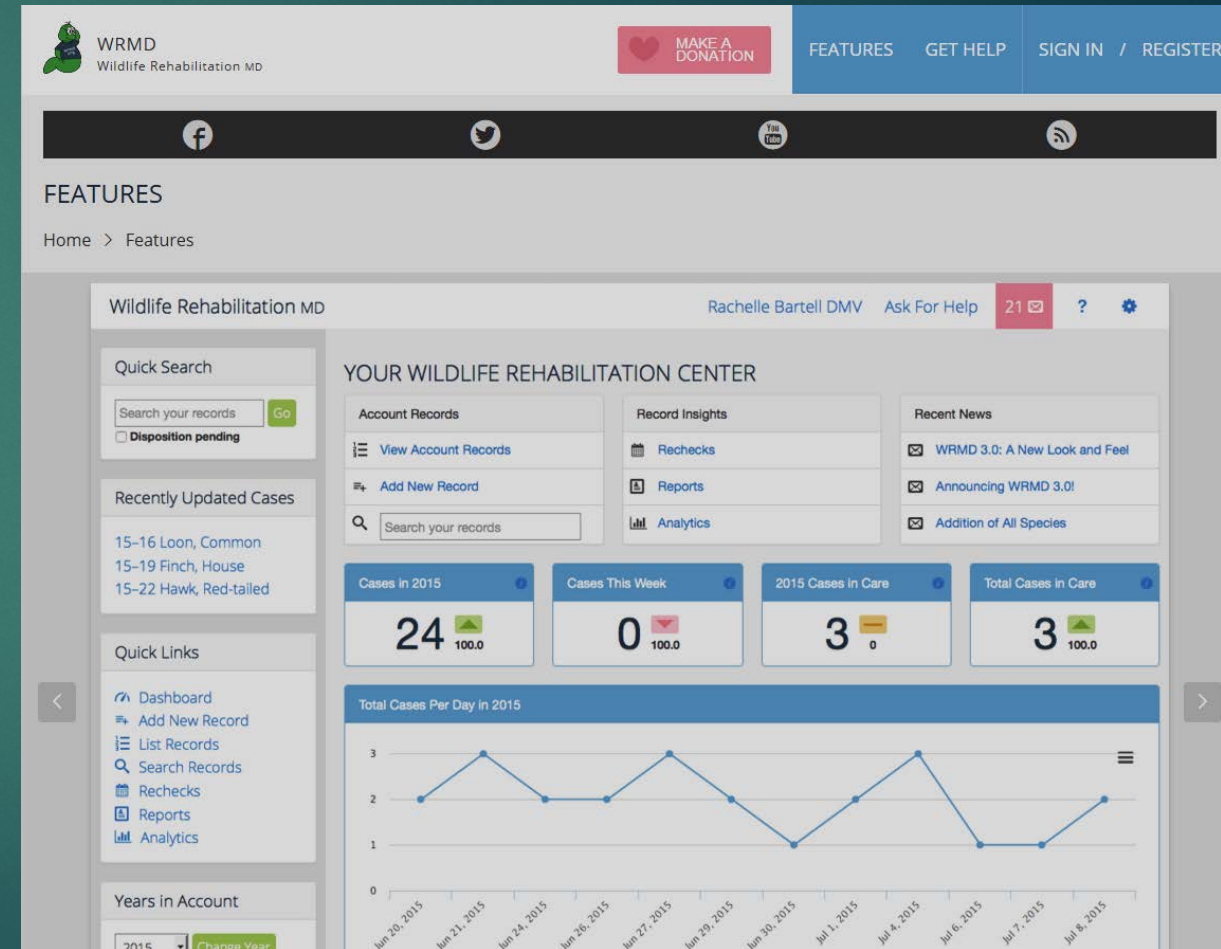 WRMD
Wildlife Rehabilitation MD
MAKE A
DONATION
FEATURES
GET HELP
SIGN IN / REGISTER
You
Tube
FEATURES
Home > Features
Wildlife Rehabilitation MD
Rachelle Bartell DMV
Ask For Help
21
?
Quick Search
Search your records
Go
Disposition pending
Recently Updated Cases
15-16 Loon, Common
15-19 Finch, House
15-22 Hawk, Red-tailed
Quick Links
Dashboard
Add New Record
List Records
Search Records
Rechecks
Reports
Analytics
Years in Account
2015
Change Year
YOUR WILDLIFE REHABILITATION CENTER
Account Records
View Account Records
Add New Record
Search your records
Record Insights
Rechecks
Reports
Analytics
Recent News
WRMD 3.0: A New Look and Feel
Announcing WRMD 3.0!
Addition of All Species
Cases in 2015
24
100.0
Cases This Week
0
100.0
2015 Cases in Care
3
0
Total Cases in Care
3
100.0
Total Cases Per Day in 2015
3
2
1
0
Jun 20, 2015
Jun 21, 2015
Jun 24, 2015
Jun 26, 2015
Jun 27, 2015
Jun 29, 2015
Jun 30, 2015
Jul 1, 2015
Jul 4, 2015
Jul 6, 2015
Jul 7, 2015
Jul 8, 2015